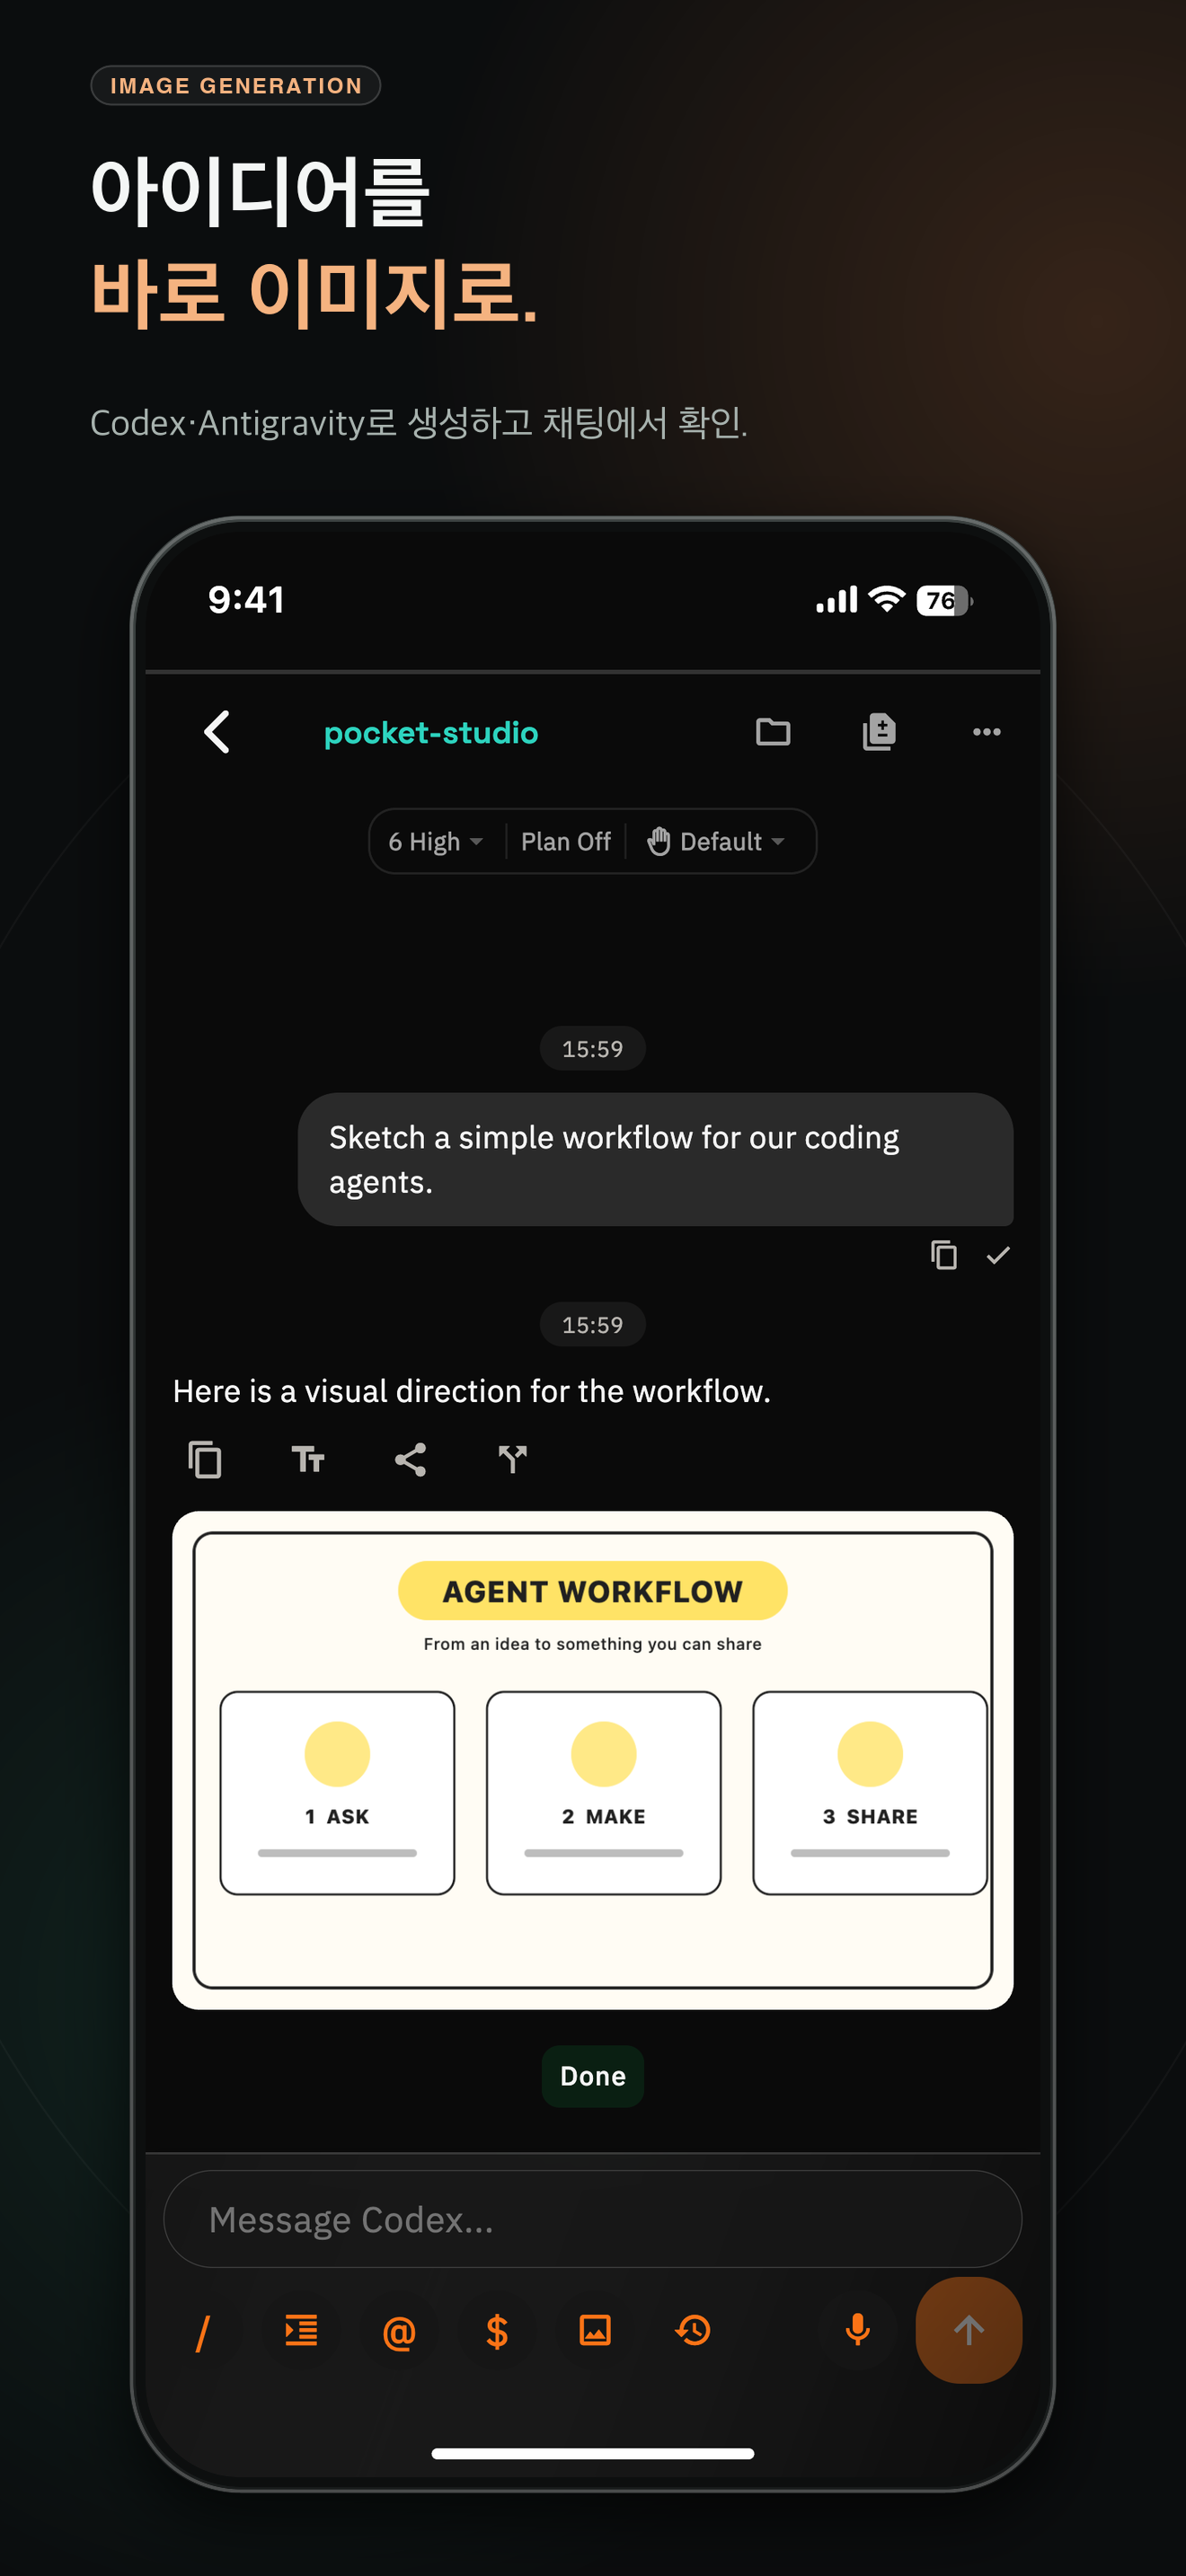 IMAGE GENERATION
아이디어를
바로 이미지로.
Codex·Antigravity로 생성하고 채팅에서 확인.
9:41
76
pocket-studio
6 High
Plan Off
Default
15:59
Sketch a simple workflow for our coding
agents.
15:59
Here is a visual direction for the workflow.
AGENT WORKFLOW
From an idea to something you can share
1 ASK
2 MAKE
3 SHARE
Done
Message Codex...
/ @ $